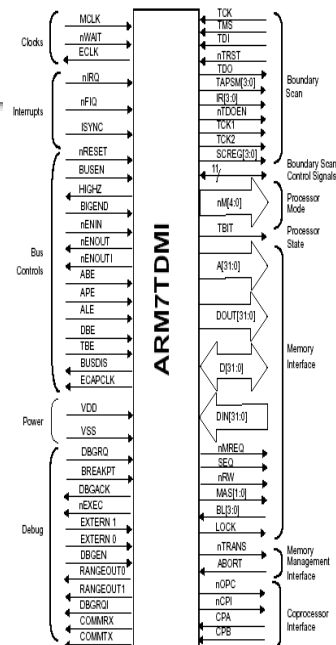 MCLK
nWAIT
ECLK
Clocks
nIRQ
nFIQ
ISYNC
Interrupts
nRESET
BUSEN
HIGHZ
BIGEND
nENIN
nENOUT
nENOUTI
ABE
APE
ALE
DBE
TBE
BUSDIS
ECAPCLK
Bus
Controls
VDD
VSS
Power
DBGRQ
BREAKPT
DBGACK
nEXEC
EXTERN 1
EXTERN 0
DBGEN
RANGEOUT0
RANGEOUT1
DBGRQI
COMMRX
COMMTX
Debug
ARM7TDMI
TCK
TMS
TDI
nTRST
TDO
TAPSM[3:0]
IR[3:0]
nTDOEN
TCK1
TCK2
SCREG[3:0]
Boundary
Scan
11
Boundary Scan
Control Signals
nM[4:0]
Processor
Mode
TBIT
Processor
State
A[31:0]
DOUT[31:0]
D[31:0]
DIN[31:0]
nMREQ
SEQ
nRW
MAS[1:0]
BL[3:0]
LOCK
Memory
Interface
nTRANS
ABORT
Memory
Management
Interface
nOPC
nCPI
CPA
CPB
Coprocessor
Interface